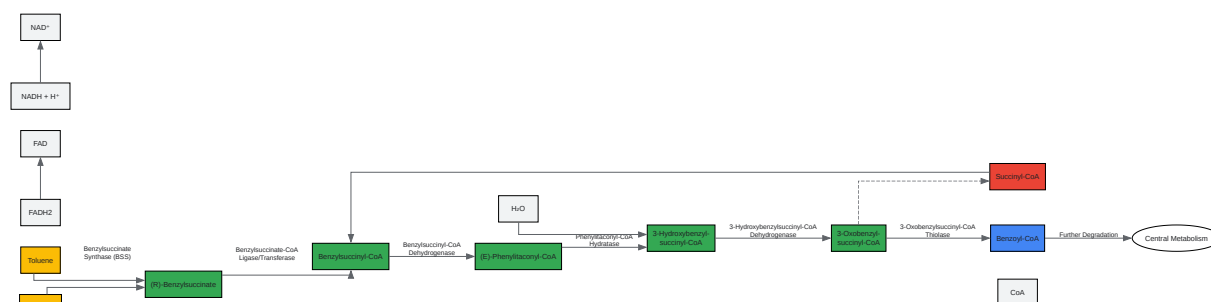 NAD⁺
NADH + H⁺
FAD
FADH2
Succinyl-CoA
H₂O
Toluene
Benzylsuccinate
Synthase (BSS)
(R)-Benzylsuccinate
Benzylsuccinate-CoA
Ligase/Transferase
Benzylsuccinyl-CoA
Benzylsuccinyl-CoA
Dehydrogenase
(E)-Phenylitaconyl-CoA
Phenylitaconyl-CoA
Hydratase
3-Hydroxybenzyl-
succinyl-CoA
3-Hydroxybenzylsuccinyl-CoA
Dehydrogenase
3-Oxobenzyl-
succinyl-CoA
3-Oxobenzylsuccinyl-CoA
Thiolase
Benzoyl-CoA
Further Degradation
Central Metabolism
CoA